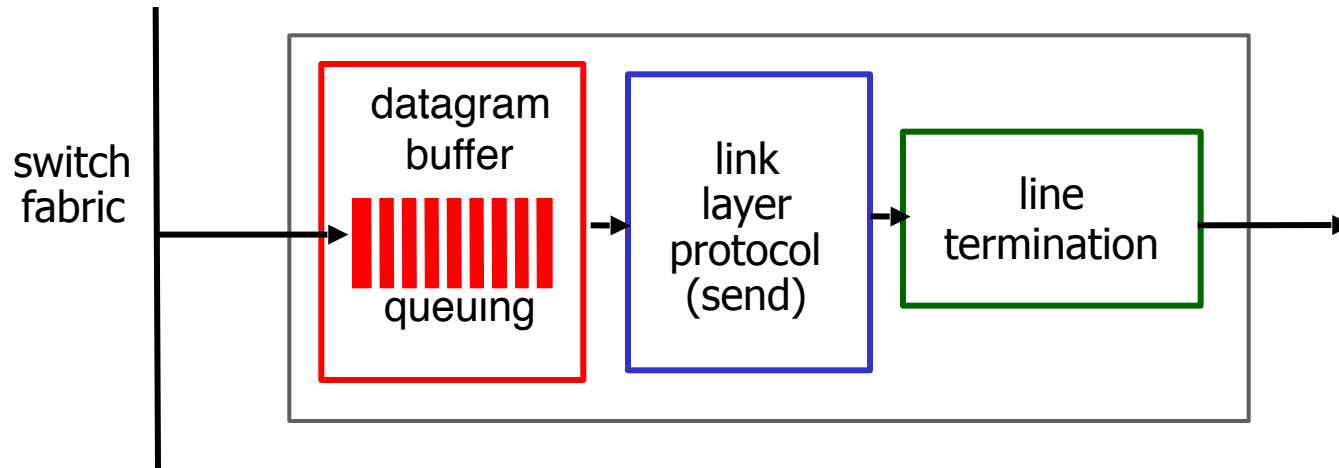 switch
fabric
datagram
buffer
queuing
link
layer
protocol
(send)
line
termination